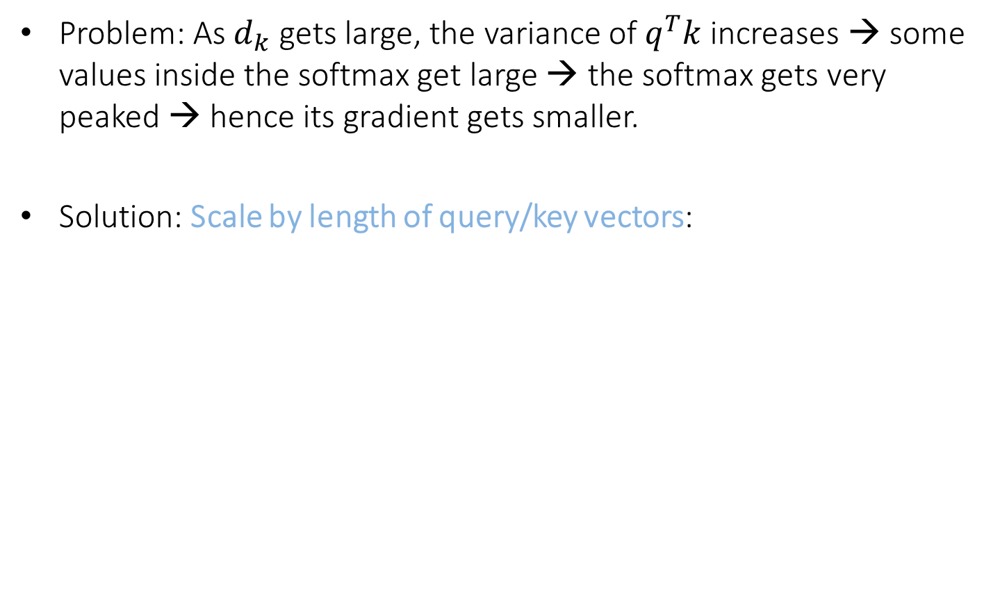 • Problem: As $d_k$ gets large, the variance of $q^T k$ increases → some
values inside the softmax get large → the softmax gets very
peaked → hence its gradient gets smaller.
• Solution: Scale by length of query/key vectors: